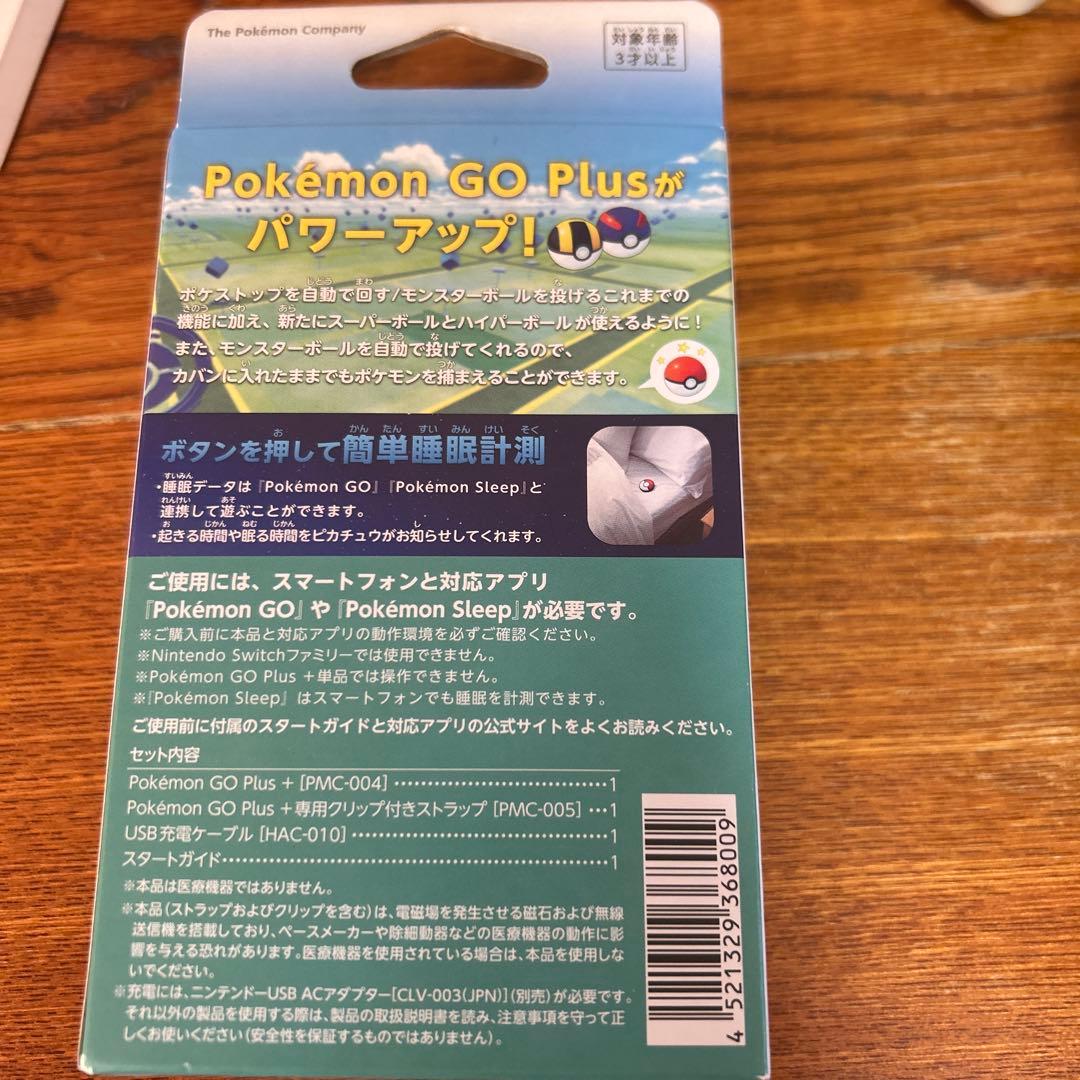 The Pokémon Company
対象年齢
3才以上
Pokémon GO Plusが
パワーアップ!
ポケストップを自動で回す/モンスターボールを投げるこれまでの
機能に加え、新たにスーパーボールとハイパーボールが使えるように!
また、モンスターボールを自動で投げてくれるので、
カバンに入れたままでもポケモンを捕まえることができます。
ボタンを押して簡単睡眠計測
・睡眠データは『Pokémon GO』『Pokémon Sleep』と
連携して遊ぶことができます。
・起きる時間や眠る時間をピカチュウがお知らせしてくれます。
ご使用には、スマートフォンと対応アプリ
『Pokémon GO』や『Pokémon Sleep』が必要です。
※ご購入前に本品と対応アプリの動作環境を必ずご確認ください。
※Nintendo Switchファミリーでは使用できません。
※Pokémon GO Plus +単品では操作できません。
※『Pokémon Sleep』はスマートフォンでも睡眠を計測できます。
ご使用前に付属のスタートガイドと対応アプリの公式サイトをよくお読みください。
セット内容
Pokémon GO Plus + [PMC-004] ………………………… 1
Pokémon GO Plus +専用クリップ付きストラップ [PMC-005] … 1
USB充電ケーブル [HAC-010] ………………………… 1
スタートガイド………………………………………… 1
※本品は医療機器ではありません。
※本品(ストラップおよびクリップを含む)は、電磁場を発生させる磁石および無線
送信機を搭載しており、ペースメーカーや除細動器などの医療機器の動作に影
響を与える恐れがあります。医療機器を使用されている場合は、本品を使用しな
いでください。
※充電には、ニンテンドーUSB ACアダプター[CLV-003(JPN)](別売)が必要です。
それ以外の製品を使用する際は、製品の取扱説明書を読み、注意事項を守って正
しくお使いください(安全性を保証するものではありません)。
4 521329 368009